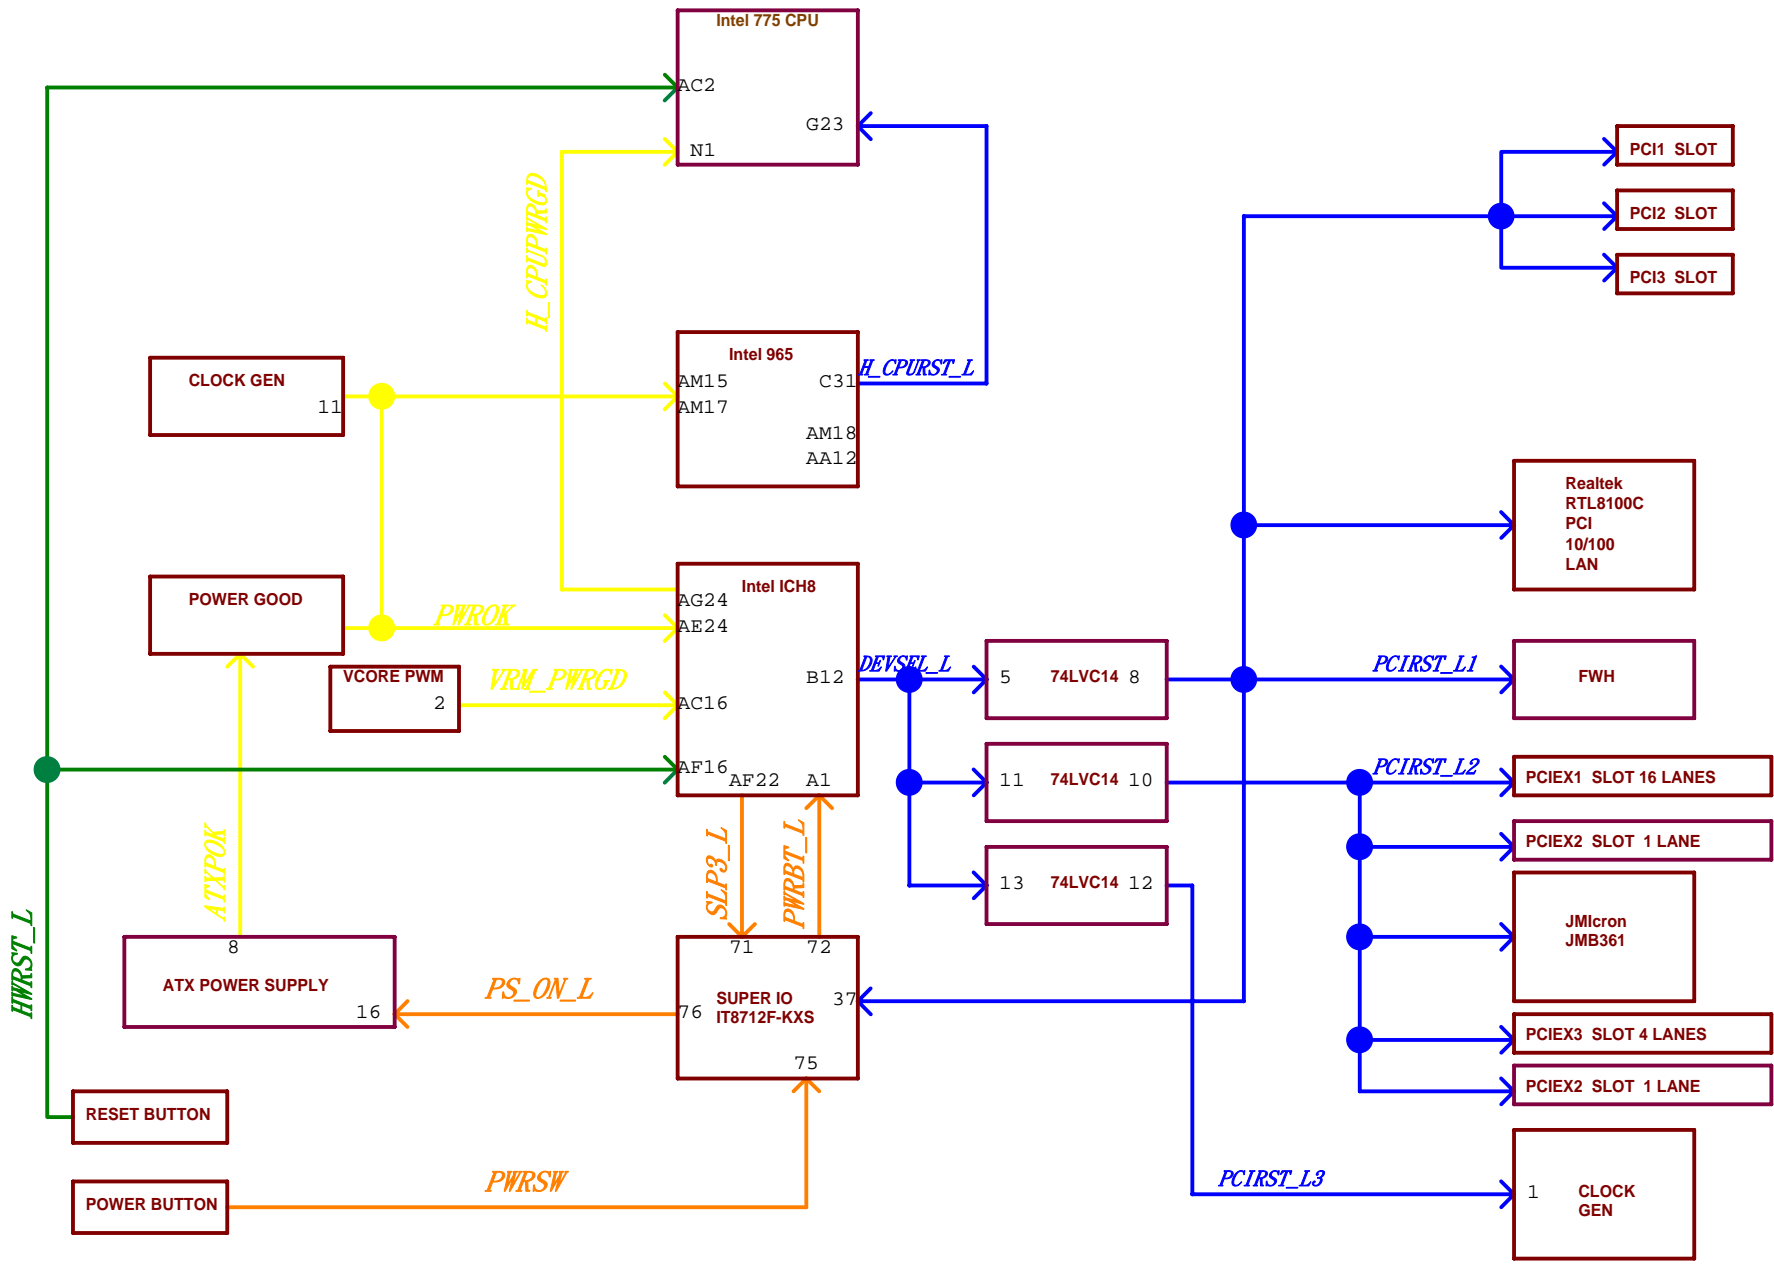 Intel 775 CPU
AC2
G23
N1
H_CPUPWRGD
PCI1 SLOT
PCI2 SLOT
PCI3 SLOT
CLOCK GEN
11
Intel 965
AM15
C31
AM17
AM18
AA12
H_CPURST_L
Realtek
RTL8100C
PCI
10/100
LAN
POWER GOOD
PWROK
VCORE PWM
2
VRM_PWRGD
Intel ICH8
AG24
AE24
B12
AC16
AF16
AF22 A1
DEVSEL_L
5 74LVC14 8
PCIRST_L1
FWH
11 74LVC14 10
PCIRST_L2
PCIEX1 SLOT 16 LANES
PCIEX2 SLOT 1 LANE
13 74LVC14 12
JMIcron
JMB361
PCIEX3 SLOT 4 LANES
PCIEX2 SLOT 1 LANE
ATXPOK
SLP3_L
PWRBT_L
HWRST_L
8
ATX POWER SUPPLY
16
PS_ON_L
71 72
76
SUPER IO
IT8712F-KXS
37
75
RESET BUTTON
POWER BUTTON
PWRSW
PCIRST_L3
1
CLOCK
GEN